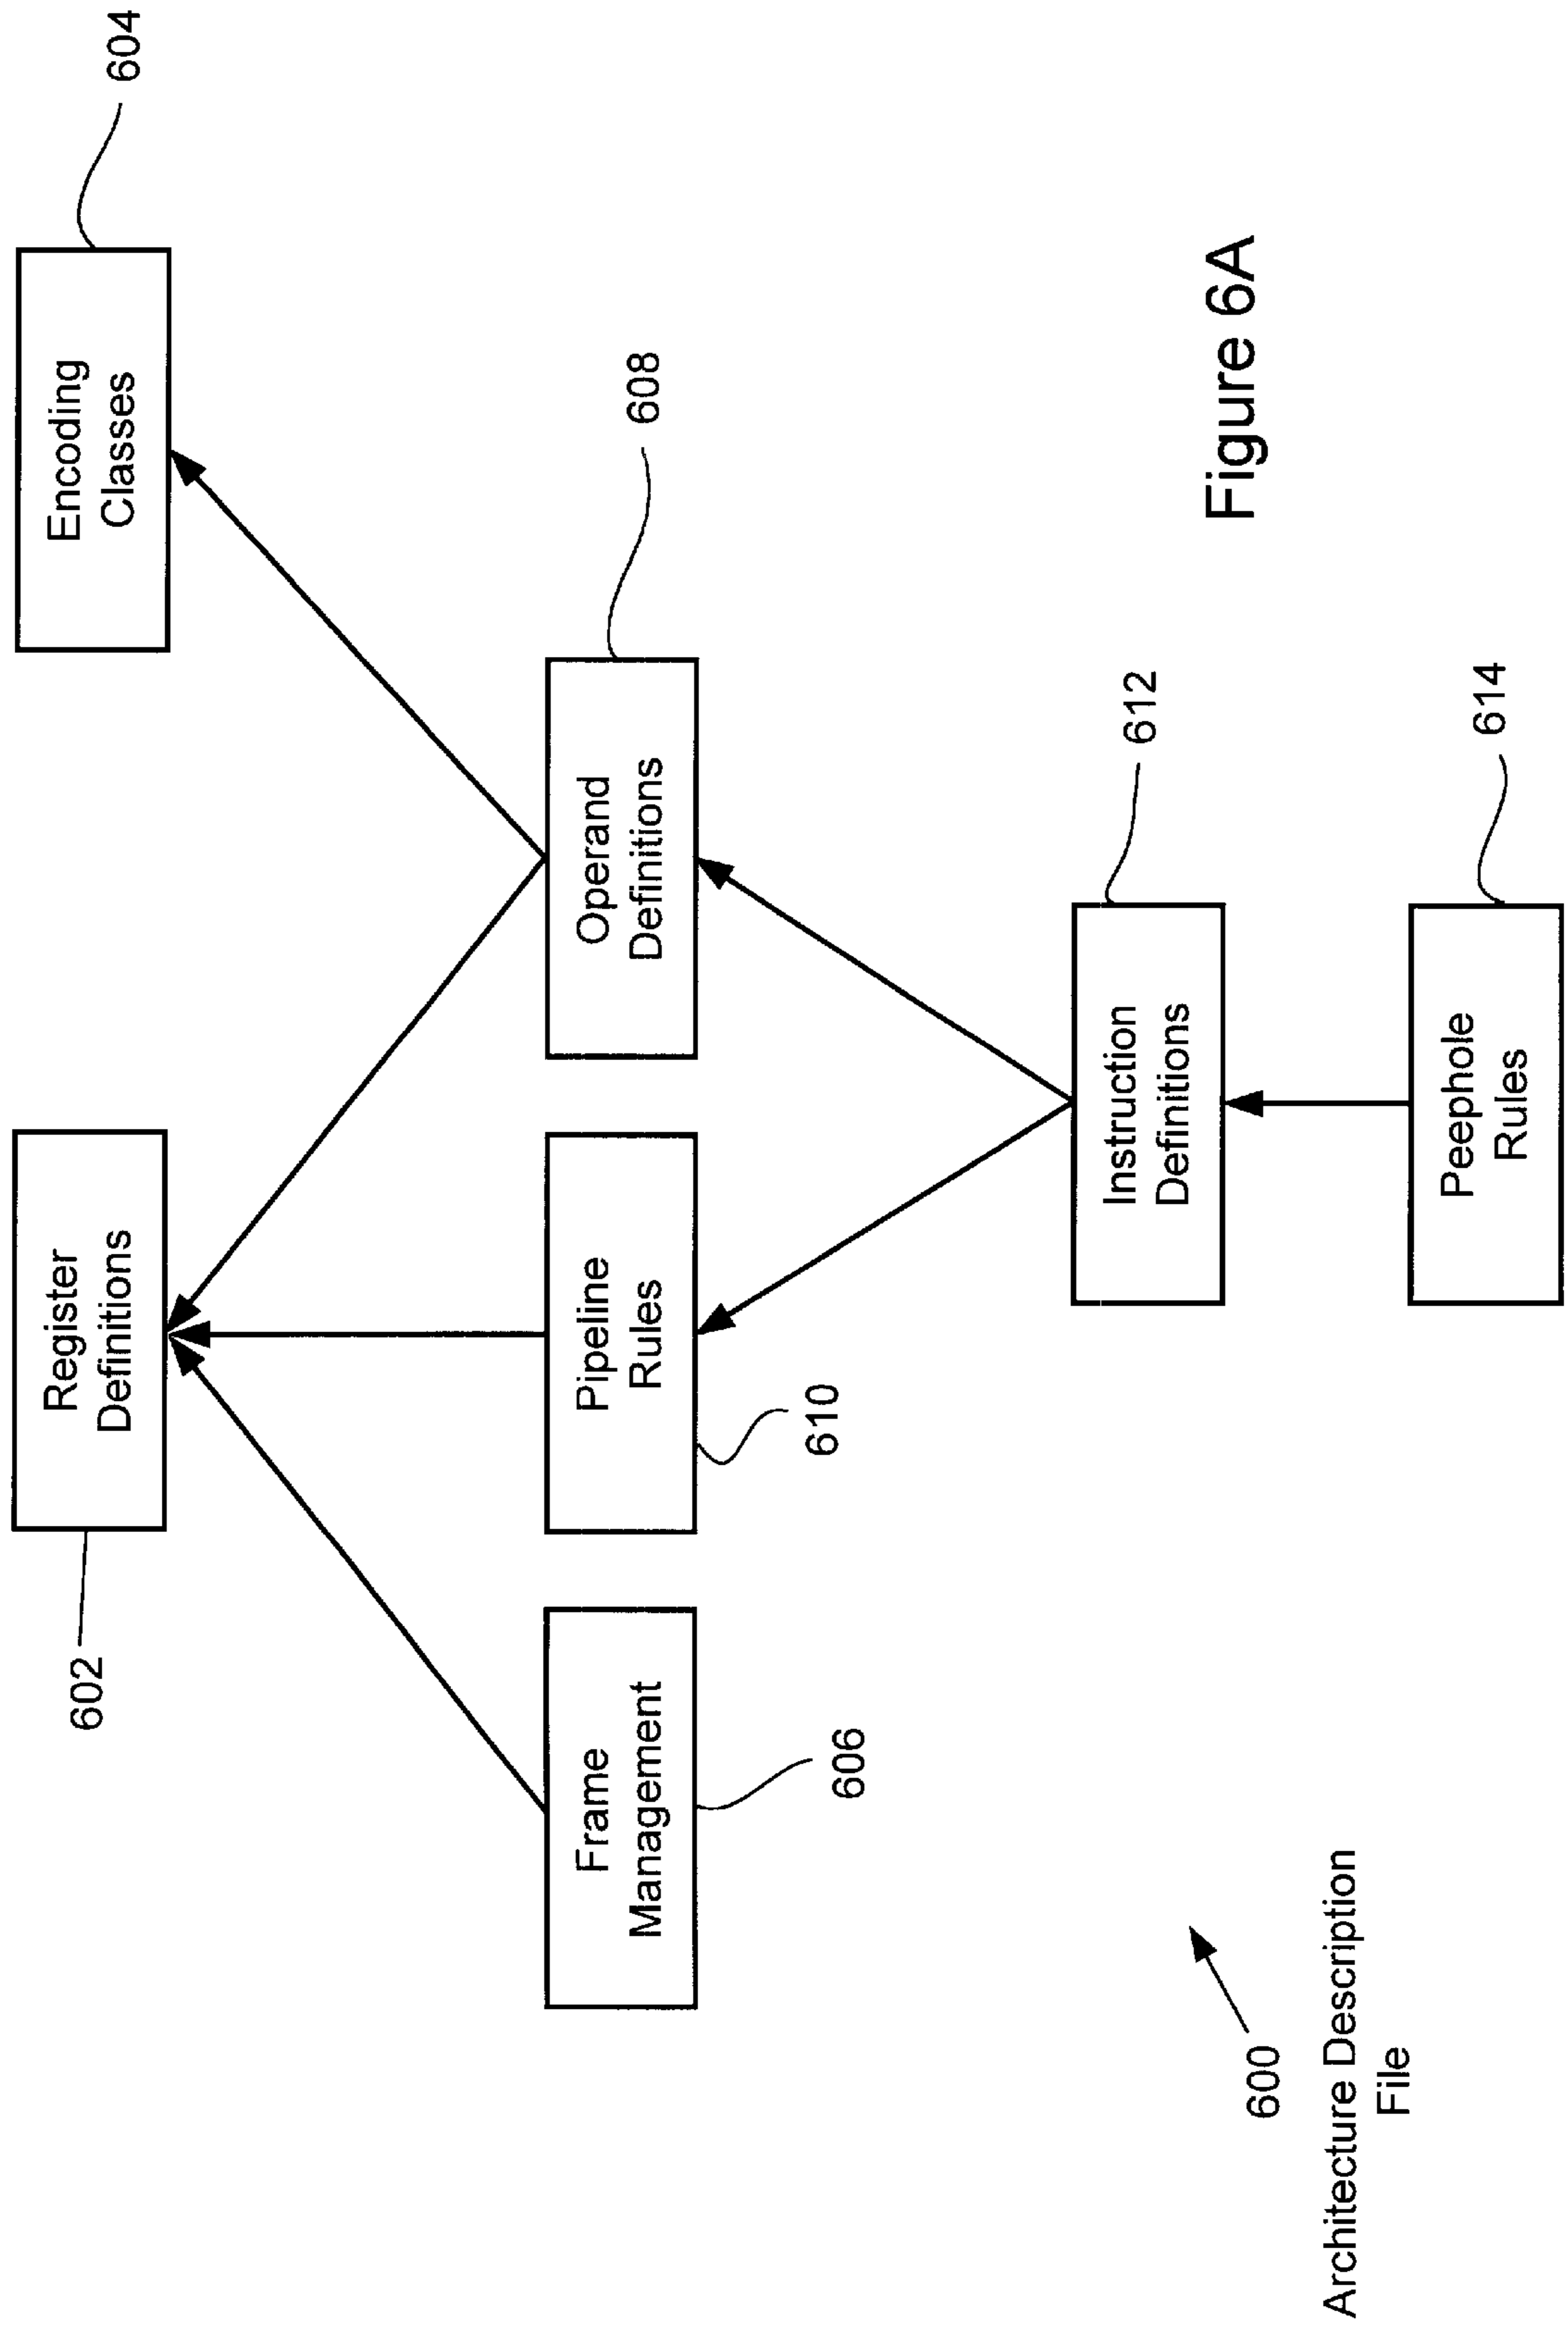 602
Register
Definitions
Encoding
Classes
604
Frame
Management
606
Pipeline
Rules
610
Operand
Definitions
608
Instruction
Definitions
612
Peephole
Rules
614
600
Architecture Description
File
Figure 6A